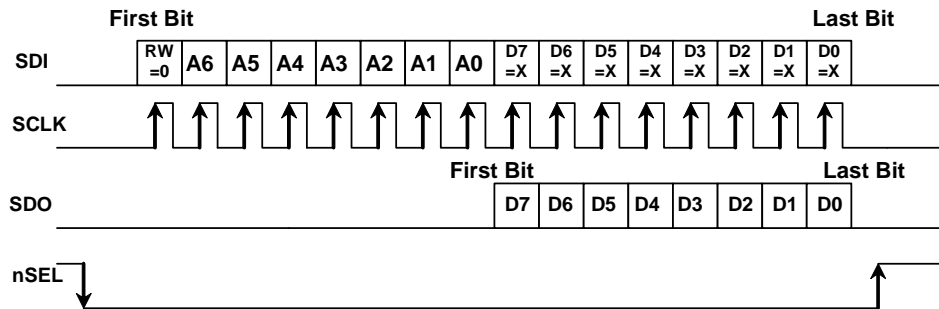 First Bit Last Bit
SDI RW =0 A6 A5 A4 A3 A2 A1 A0 D7 =X D6 =X D5 =X D4 =X D3 =X D2 =X D1 =X D0 =X
SCLK
First Bit Last Bit
SDO D7 D6 D5 D4 D3 D2 D1 D0
nSEL